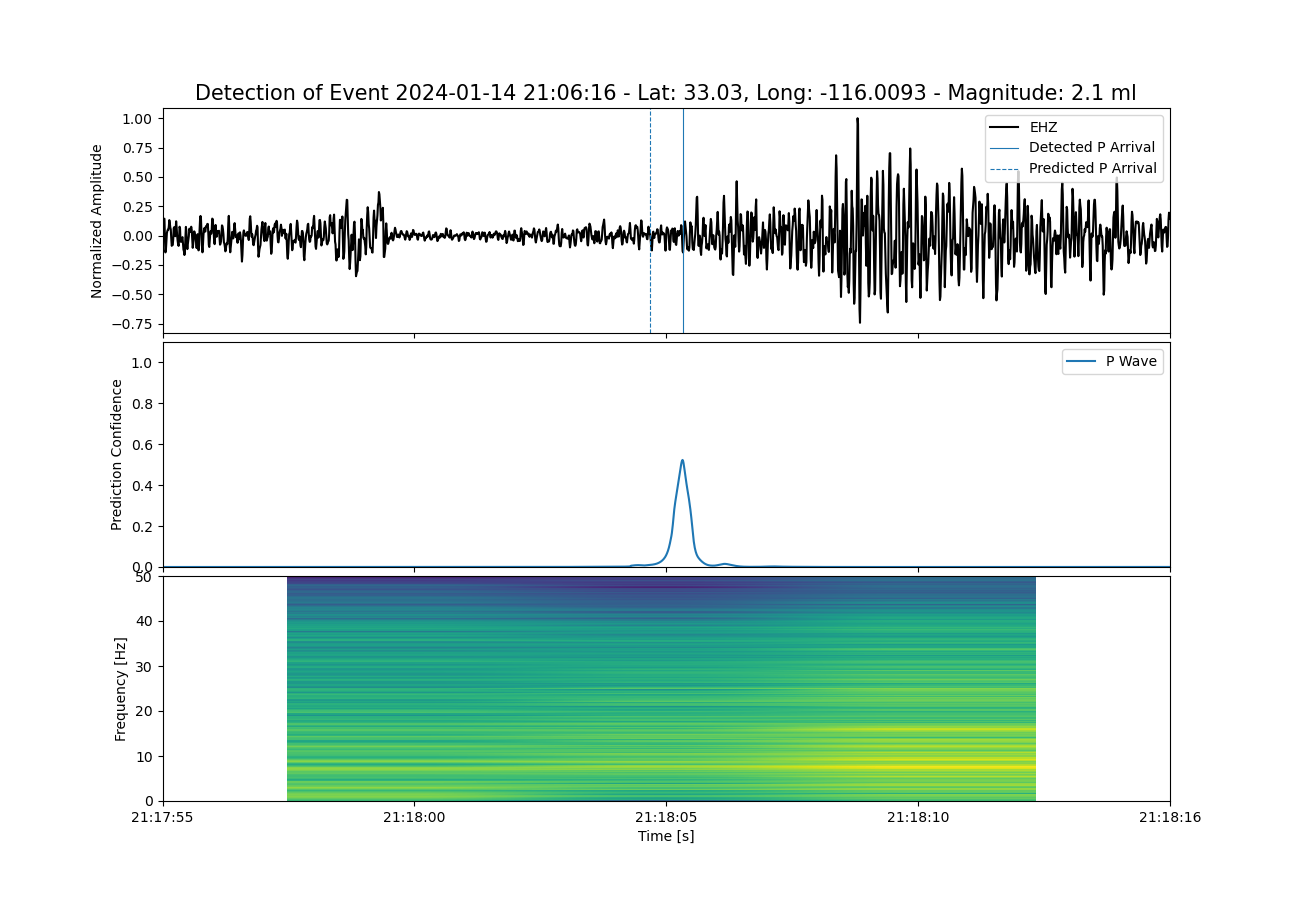 Detection of Event 2024-01-14 21:06:16 - Lat: 33.03, Long: -116.0093 - Magnitude: 2.1 ml
Normalized Amplitude
1.00
0.75
0.50
0.25
0.00
−0.25
−0.50
−0.75
EHZ
Detected P Arrival
Predicted P Arrival
Prediction Confidence
1.0
0.8
0.6
0.4
0.2
0.0
P Wave
Frequency [Hz]
50
40
30
20
10
0
21:17:55
21:18:00
21:18:05
21:18:10
21:18:16
Time [s]